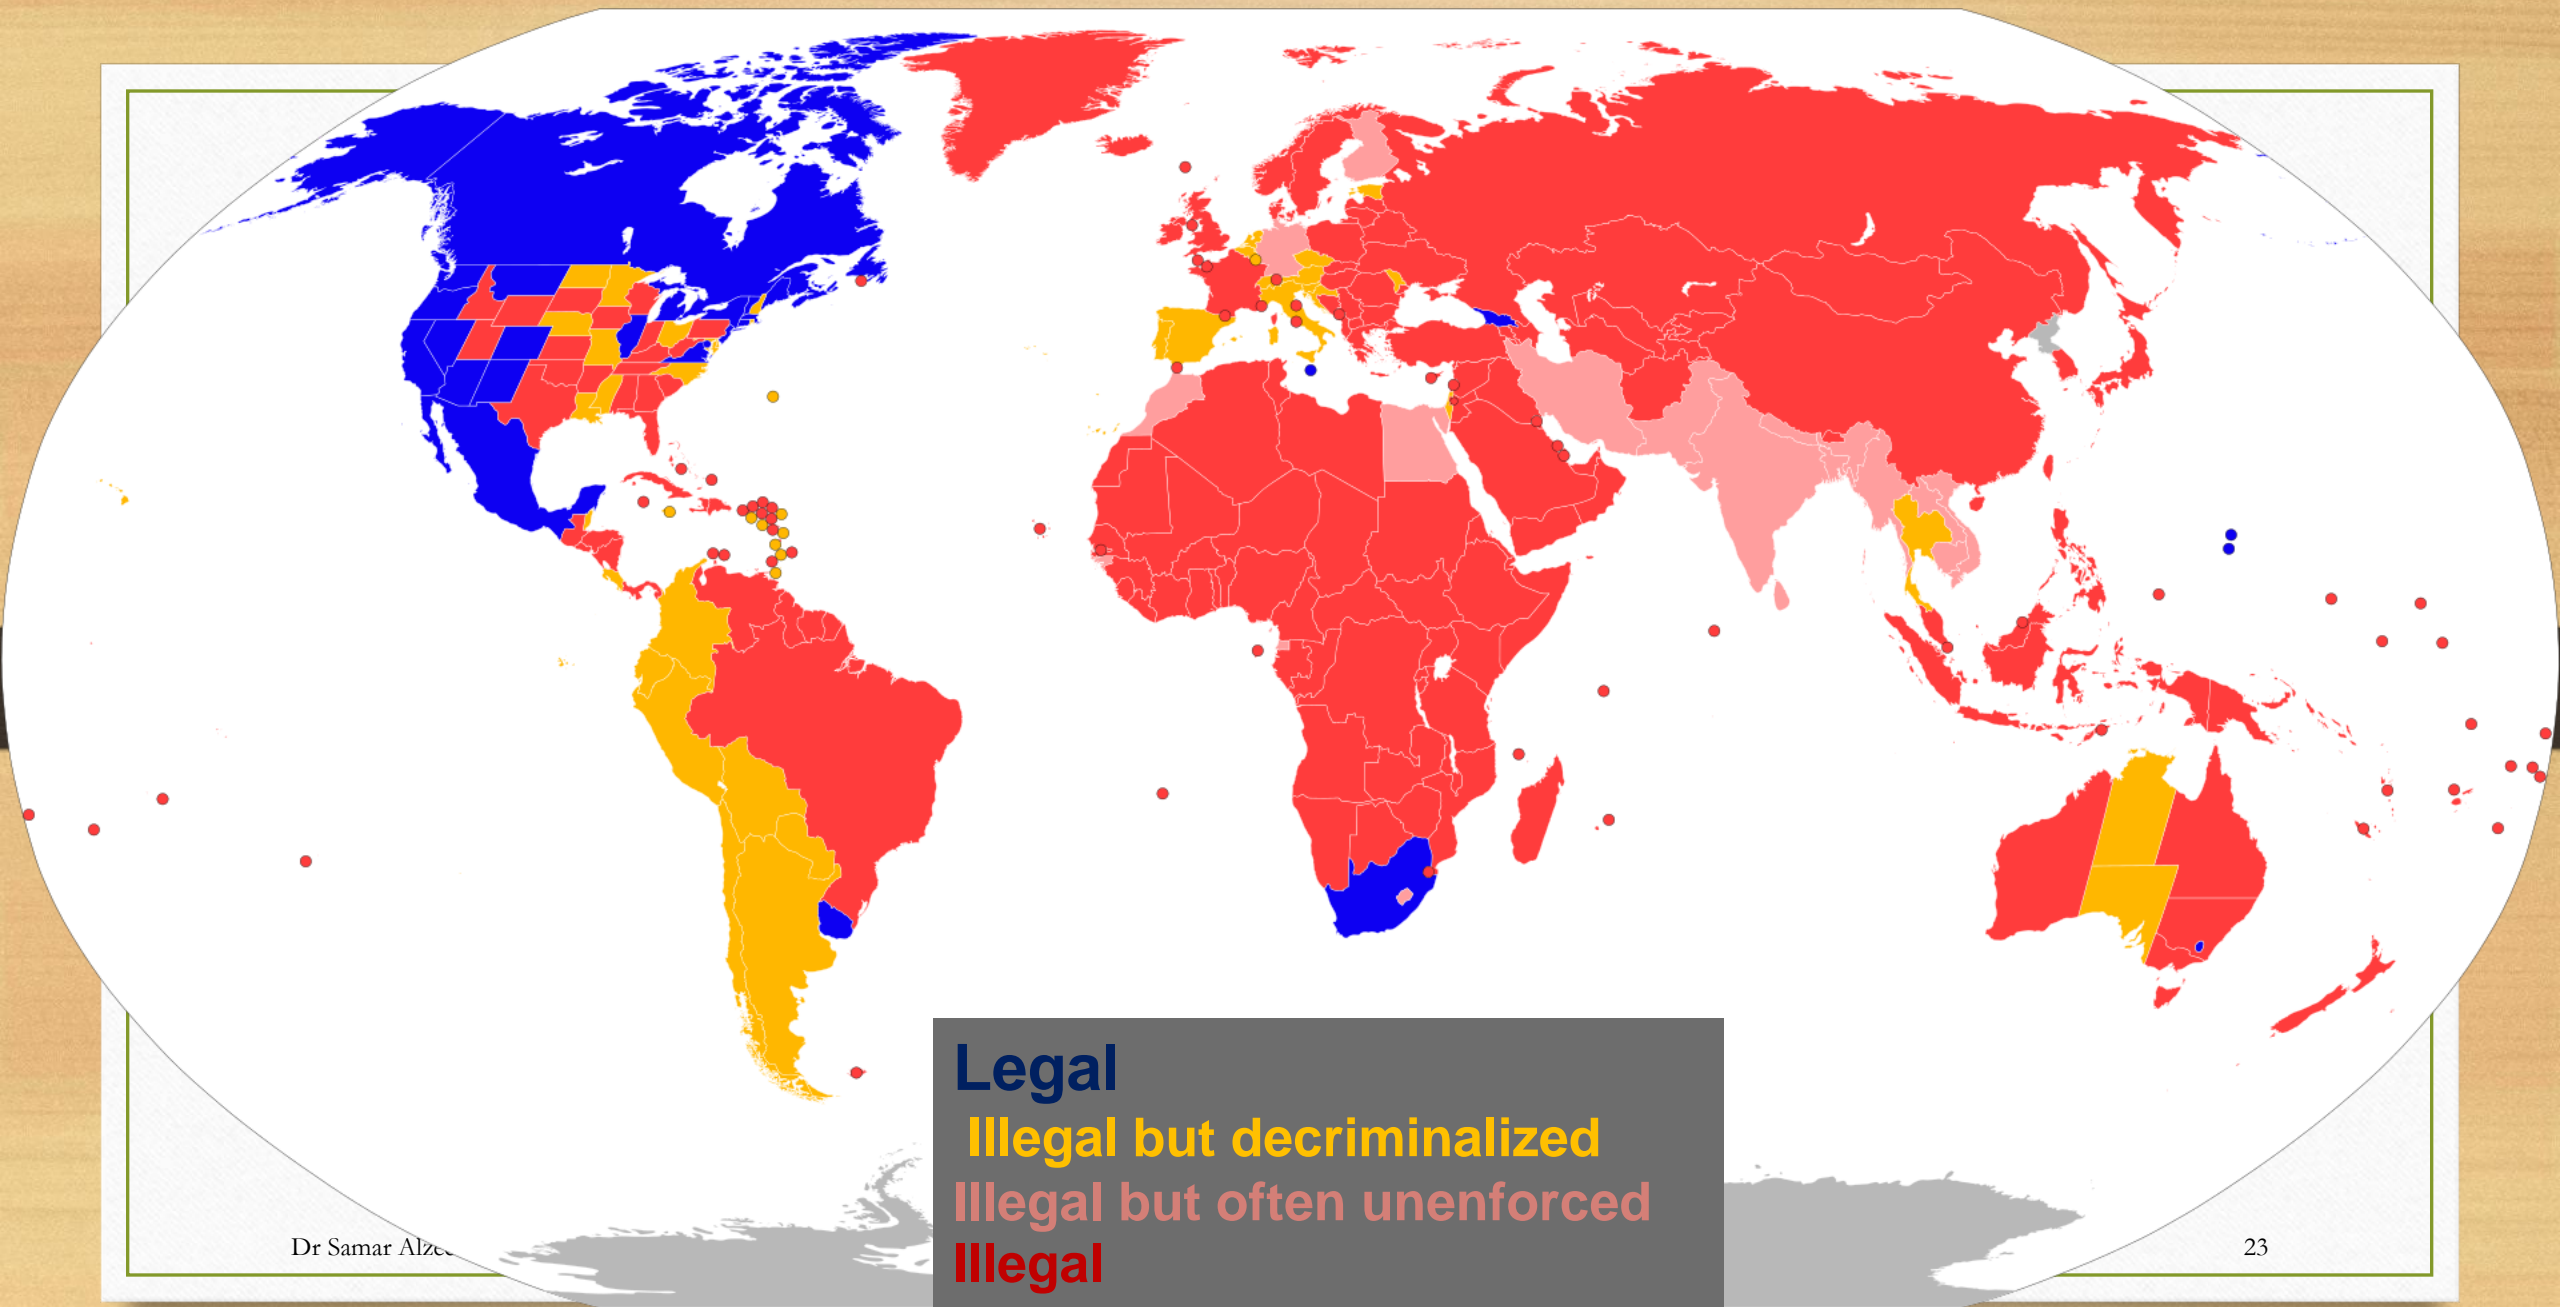 Legal
Illegal but decriminalized
Illegal but often unenforced
Illegal
Dr Samar
23